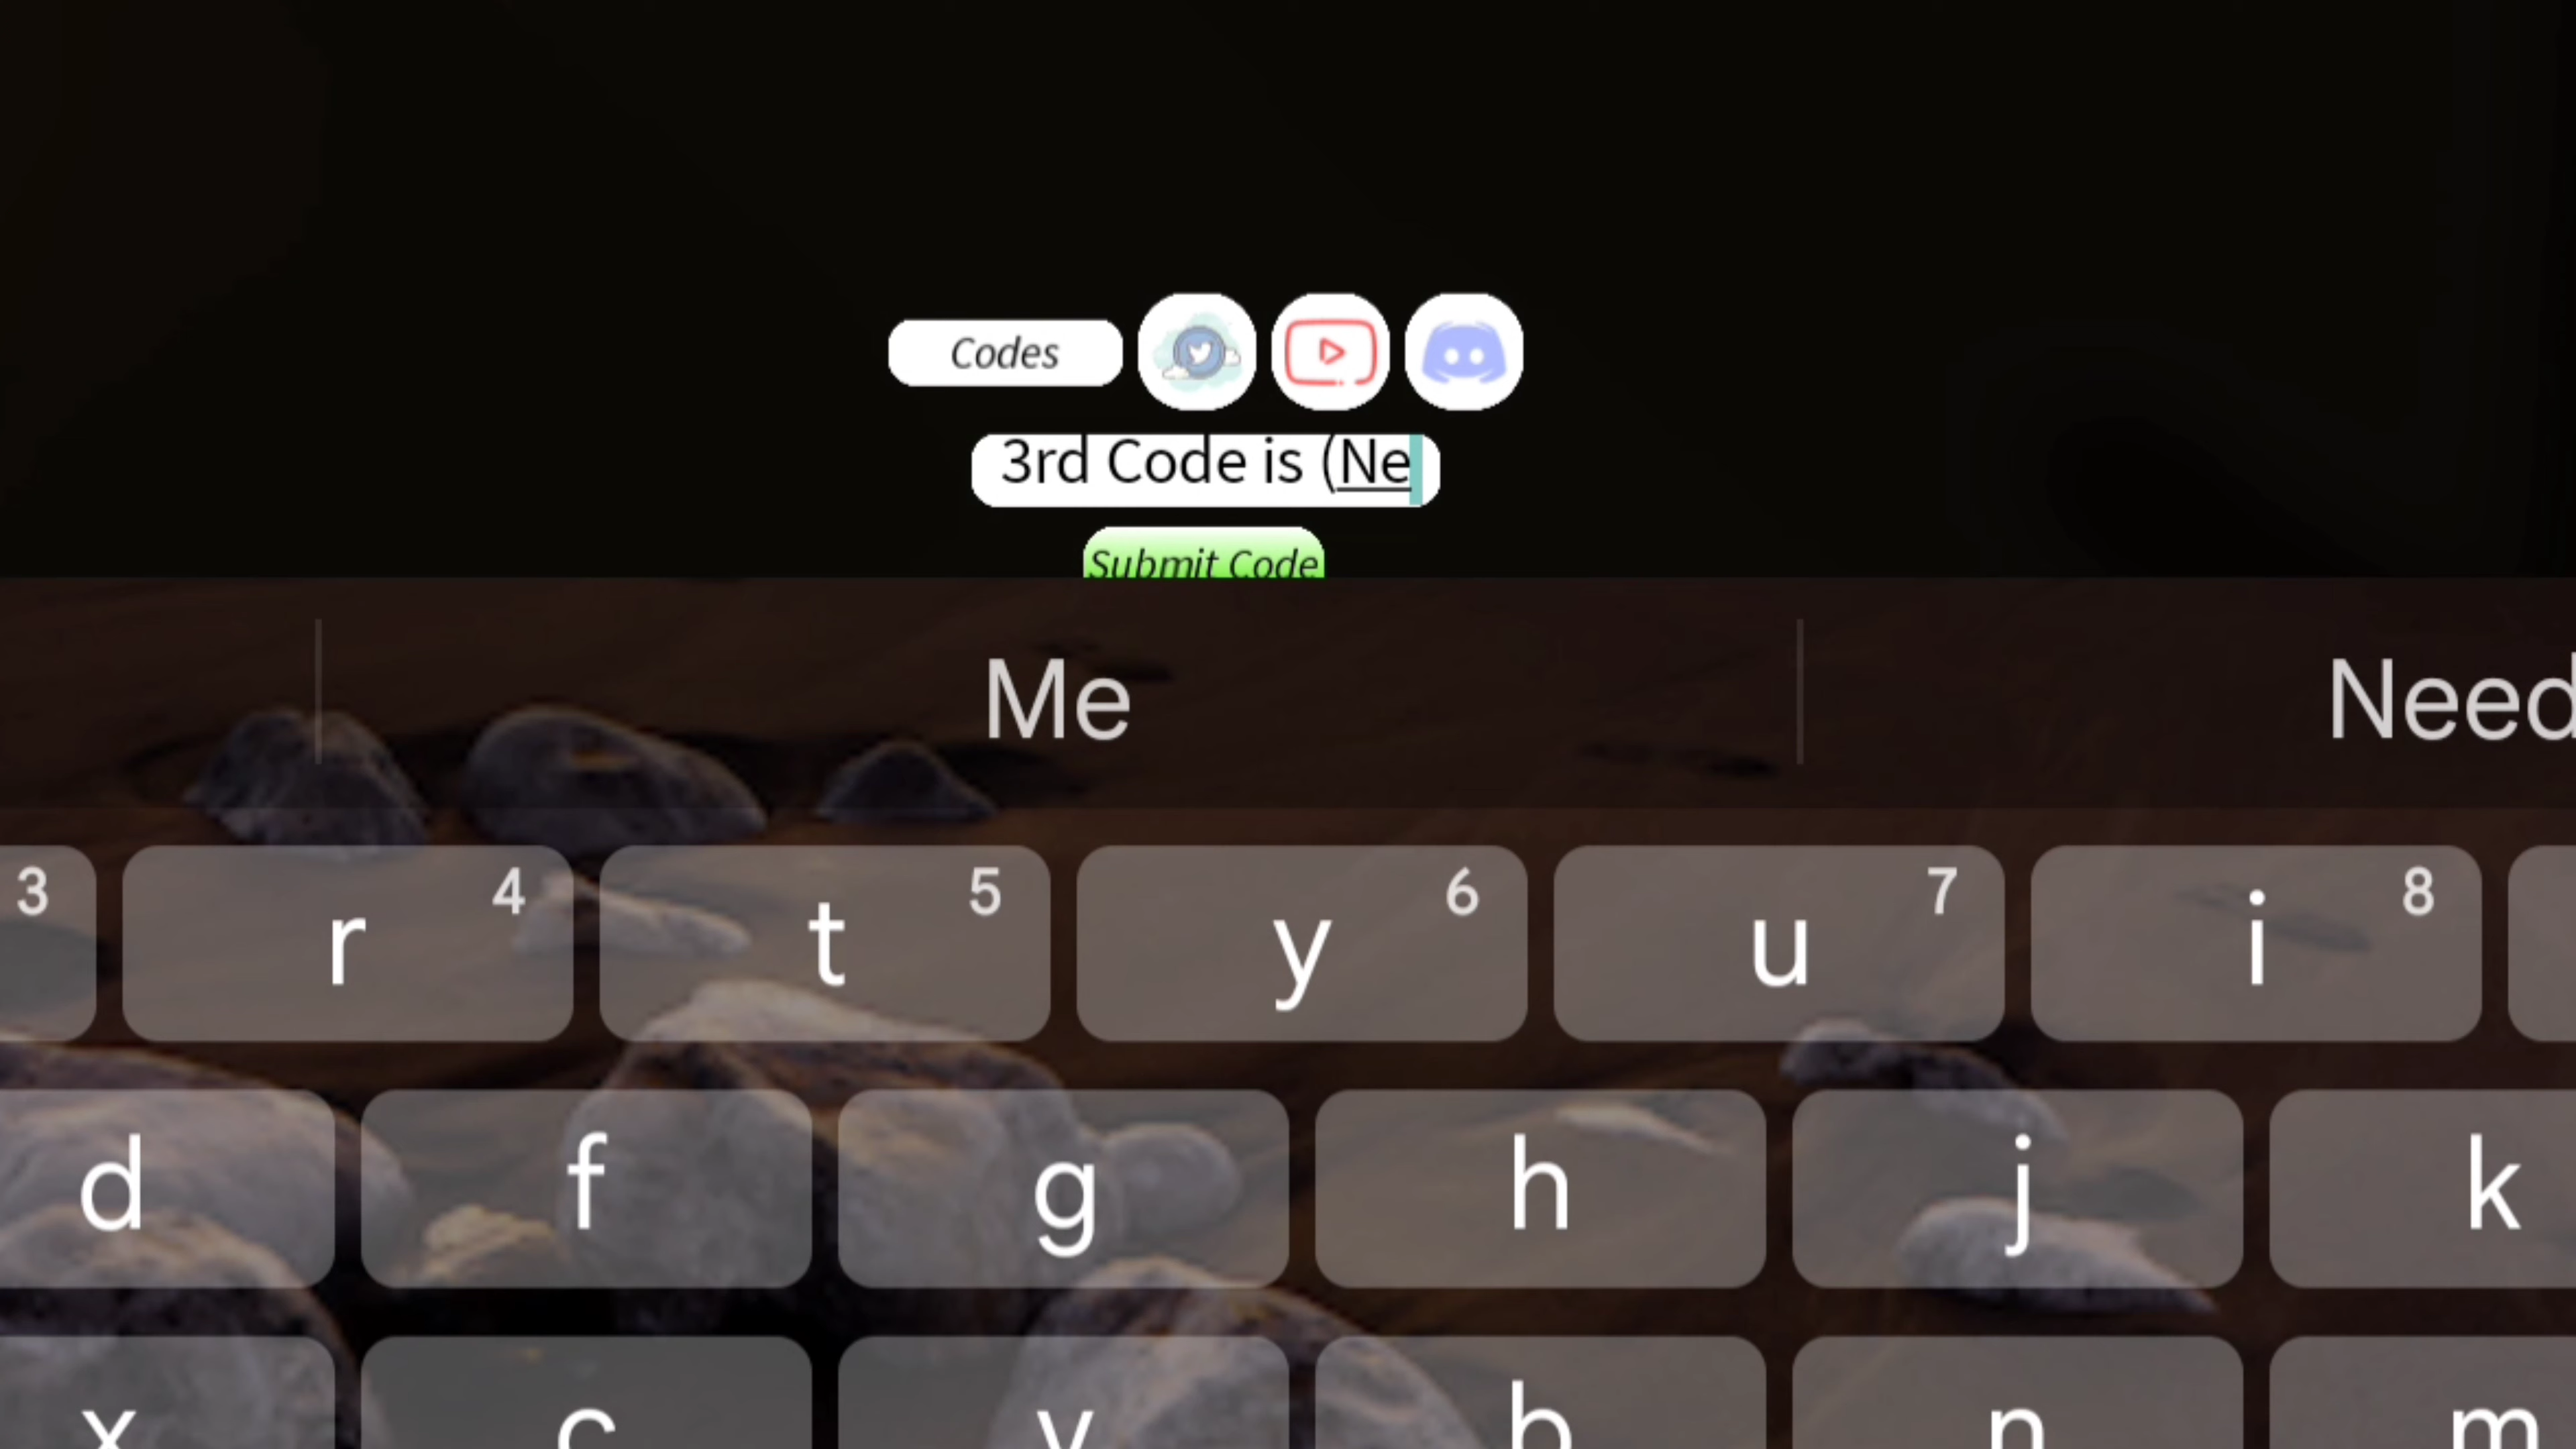 Codes
3rd Code is (Ne
Submit Code
Me Need
3 r 4 t 5 y 6 u 7 i 8
d f g h j k
x c v b n m